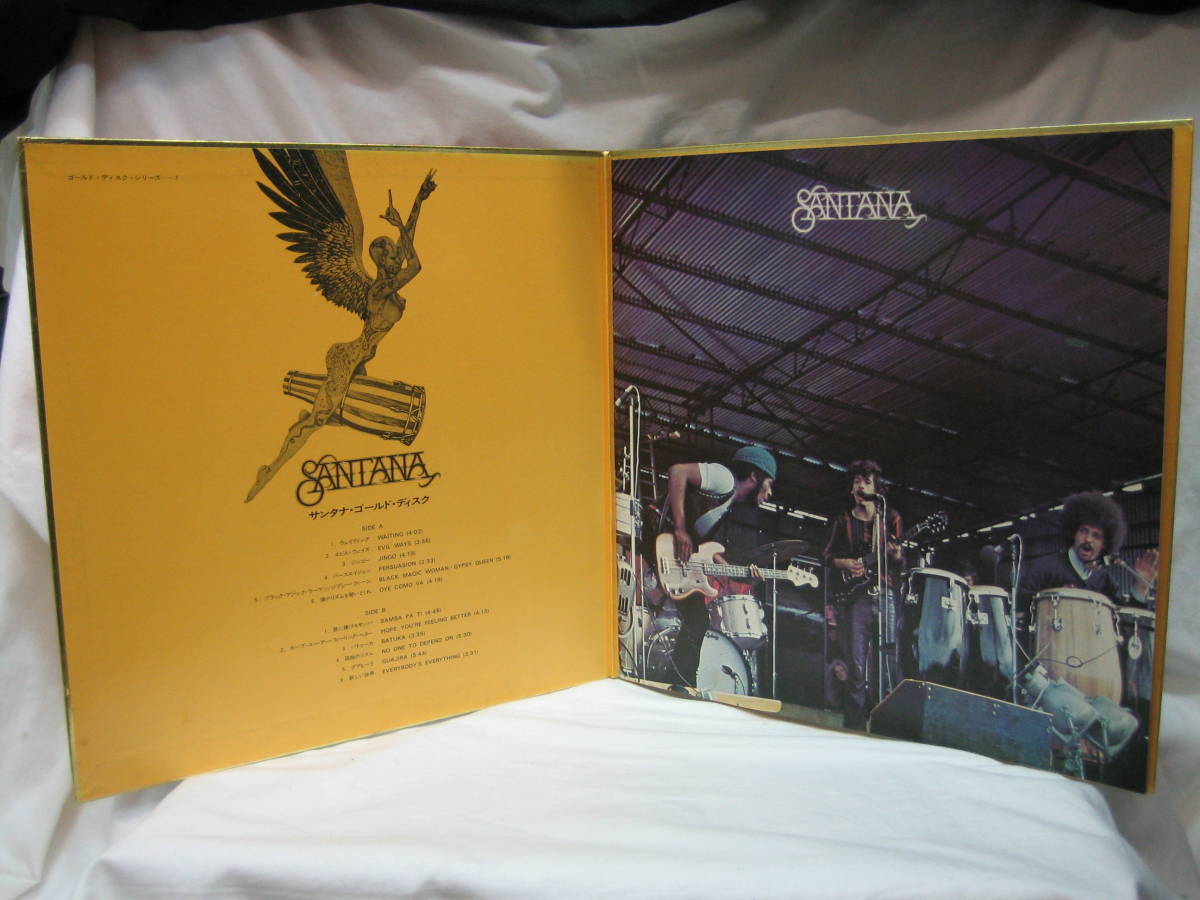 ゴールド・ディスク・シリーズ……1
SANTANA
サンタナ・ゴールド・ディスク
SIDE A
1. ウェイティング WAITING (4:02)
2. エビル・ウェイズ EVIL WAYS (3:58)
3. ジンゴー JINGO (4:19)
4. パースエイジョン PERSUASION (2:33)
5. ブラック・マジック・ウーマン/ジプシー・クィーン BLACK MAGIC WOMAN/GYPSY QUEEN (5:18)
6. 僕のリズムを聞いとくれ OYE COMO VA (4:19)
SIDE B
1. 君に捧げるサンバ SAMBA PA TI (4:46)
2. ホープ・ユーアー・フィーリング・ベター HOPE YOU'RE FEELING BETTER (4:13)
3. バトゥーカ BATUKA (3:35)
4. 孤独のリズム NO ONE TO DEPEND ON (5:30)
5. グアヒーラ GUAJIRA (5:44)
6. 新しい世界 EVERYBODY'S EVERYTHING (3:31)
SANTANA